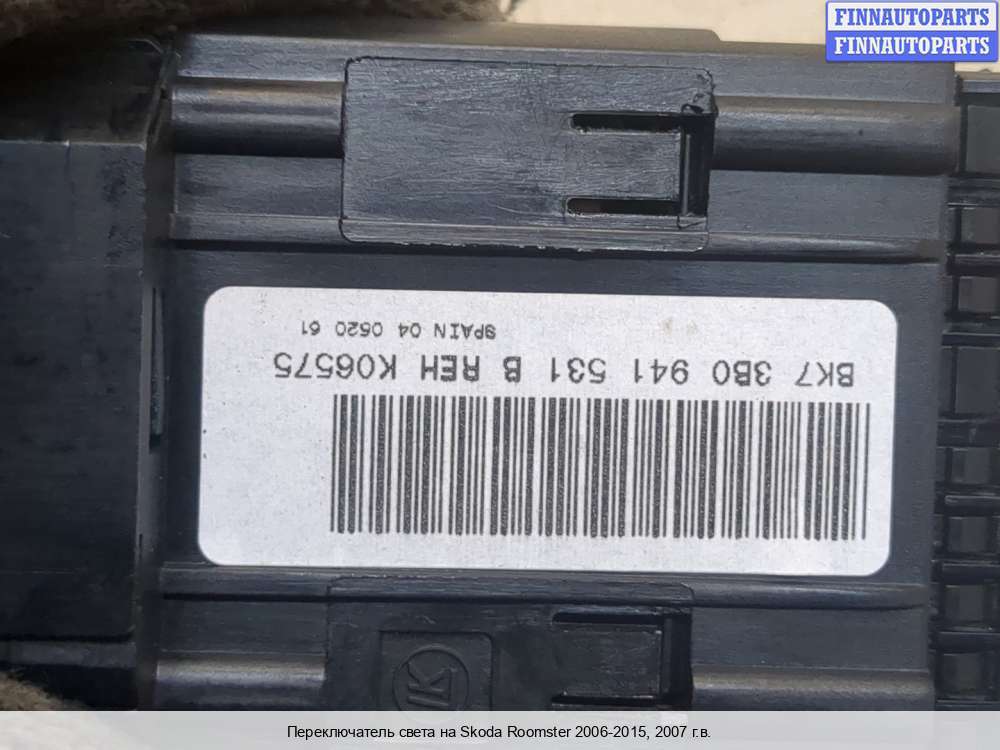 FINNAUTOPARTS
FINNAUTOPARTS
BK7 3B0 941 531 B REH K06575
SPAIN 04 0520 61
LK
Переключатель света на Skoda Roomster 2006-2015, 2007 г.в.